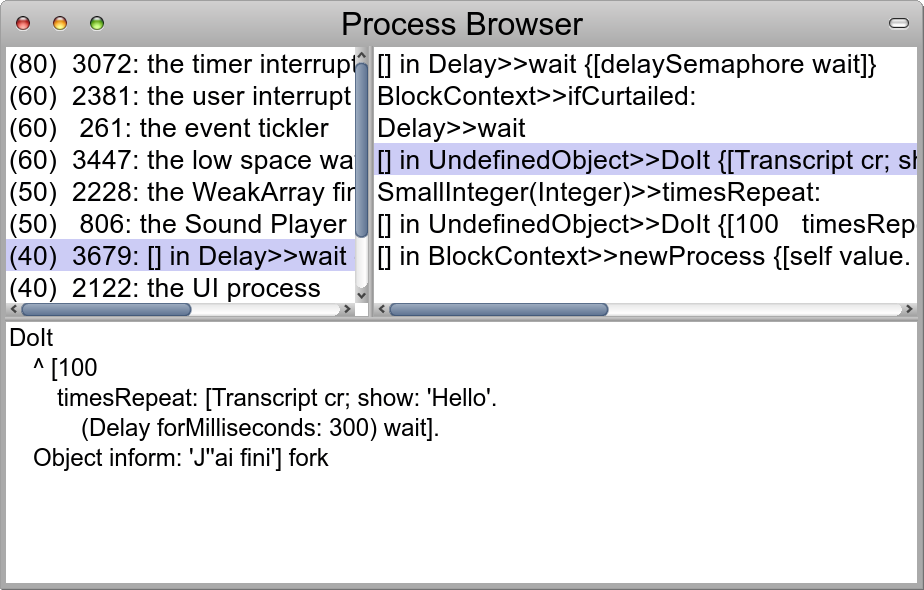 Process Browser
(80) 3072: the timer interrupt
(60) 2381: the user interrupt
(60) 261: the event tickler
(60) 3447: the low space wa
(50) 2228: the WeakArray fin
(50) 806: the Sound Player
(40) 3679: [] in Delay>>wait
(40) 2122: the UI process
[] in Delay>>wait {[delaySemaphore wait]}
BlockContext>>ifCurtailed:
Delay>>wait
[] in UndefinedObject>>DoIt {[Transcript cr; sh
SmallInteger(Integer)>>timesRepeat:
[] in UndefinedObject>>DoIt {[100 timesRep
[] in BlockContext>>newProcess {[self value.
DoIt
^ [100
timesRepeat: [Transcript cr; show: 'Hello'.
(Delay forMilliseconds: 300) wait].
Object inform: 'J''ai fini'] fork